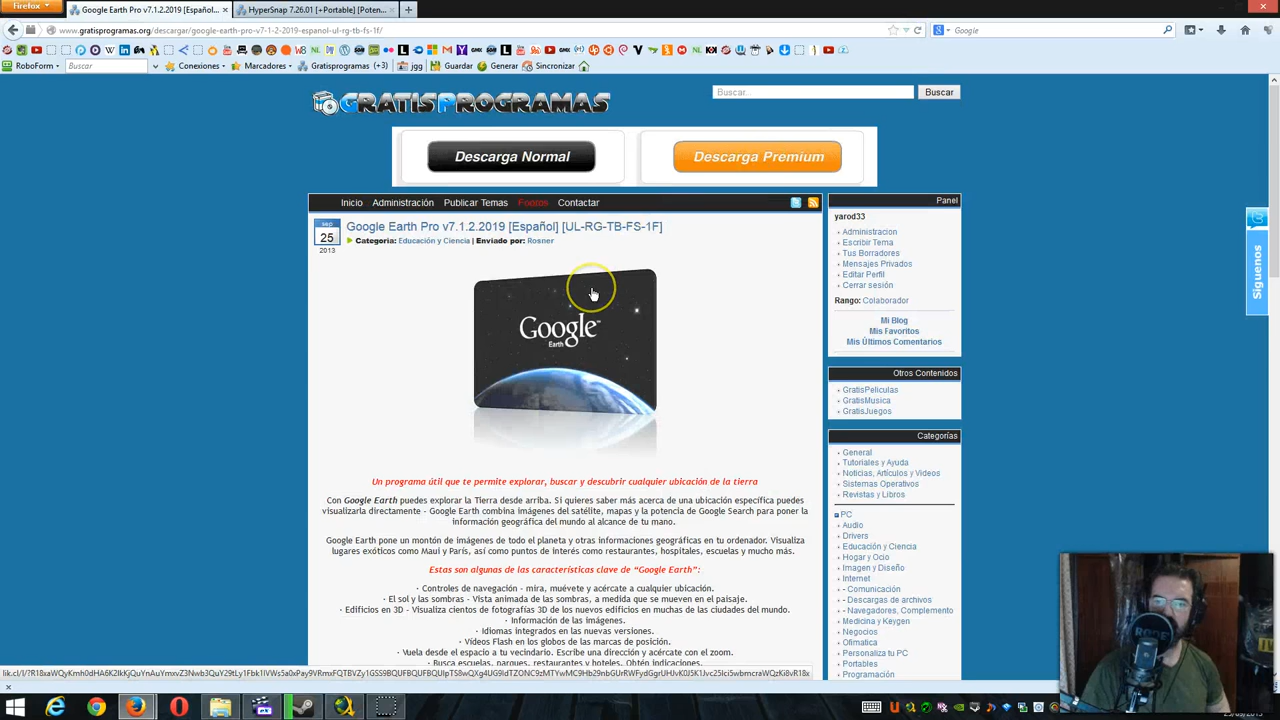 Firefox
Google Earth Pro v7.1.2.2019 [Español...
HyperSnap 7.26.01 [+Portable] [Poten...
www.gratisprogramas.org/descargar/google-earth-pro-v7-1-2-2019-espanol-ul-rg-tb-fs-1f/
Google
RoboForm
Buscar
Conexiones
Marcadores
Gratisprogramas (+3)
jgg
Guardar
Generar
Sincronizar
GRATISPROGRAMAS
Buscar...
Buscar
Descarga Normal
Descarga Premium
Inicio
Administración
Publicar Temas
Foros
Contactar
sep
25
2013
Google Earth Pro v7.1.2.2019 [Español] [UL-RG-TB-FS-1F]
Categoria: Educación y Ciencia | Enviado por: Rosner
Google
Earth
Un programa útil que te permite explorar, buscar y descubrir cualquier ubicación de la tierra
Con Google Earth puedes explorar la Tierra desde arriba. Si quieres saber más acerca de una ubicación específica puedes
visualizarla directamente - Google Earth combina imágenes del satélite, mapas y la potencia de Google Search para poner la
información geográfica del mundo al alcance de tu mano.
Google Earth pone un montón de imágenes de todo el planeta y otras informaciones geográficas en tu ordenador. Visualiza
lugares exóticos como Maui y París, así como puntos de interés como restaurantes, hospitales, escuelas y mucho más.
Estas son algunas de las características clave de “Google Earth”:
· Controles de navegación - mira, muévete y acércate a cualquier ubicación.
· El sol y las sombras - Vista animada de las sombras, a medida que se mueven en el paisaje.
· Edificios en 3D - Visualiza cientos de fotografías 3D de los nuevos edificios en muchas de las ciudades del mundo.
· Información de las imágenes.
· Idiomas integrados en las nuevas versiones.
· Vídeos Flash en los globos de las marcas de posición.
· Vuela desde el espacio a tu vecindario. Escribe una dirección y acércate con el zoom.
· Busca escuelas, parques, restaurantes y hoteles. Obtén indicaciones.
Panel
yarod33
Administracion
Escribir Tema
Tus Borradores
Mensajes Privados
Editar Perfil
Cerrar sesión
Rango: Colaborador
Mi Blog
Mis Favoritos
Mis Últimos Comentarios
Otros Contenidos
GratisPeliculas
GratisMusica
GratisJuegos
Categorías
General
Tutoriales y Ayuda
Noticias, Artículos y Videos
Sistemas Operativos
Revistas y Libros
PC
Audio
Drivers
Educación y Ciencia
Hogar y Ocio
Imagen y Diseño
Internet
- Comunicación
- Descargas de archivos
- Navegadores, Complemento
Medicina y Keygen
Negocios
Ofimatica
Personaliza tu PC
Portables
Programación
Siguenos